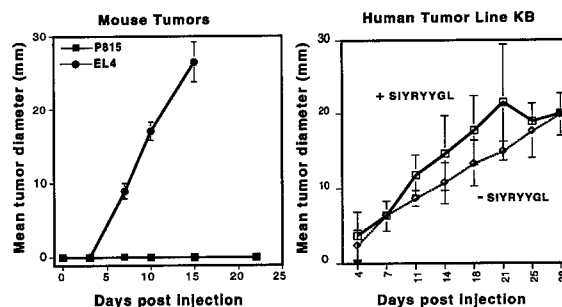 Mouse Tumors
P815
EL4
Mean tumor diameter (mm)
30
20
10
0
0 5 10 15 20 25
Days post injection
Human Tumor Line KB
+ SIYRYYGL
- SIYRYYGL
Mean tumor diameter (mm)
30
20
10
0
4 7 11 14 18 21 25 28
Days post injection